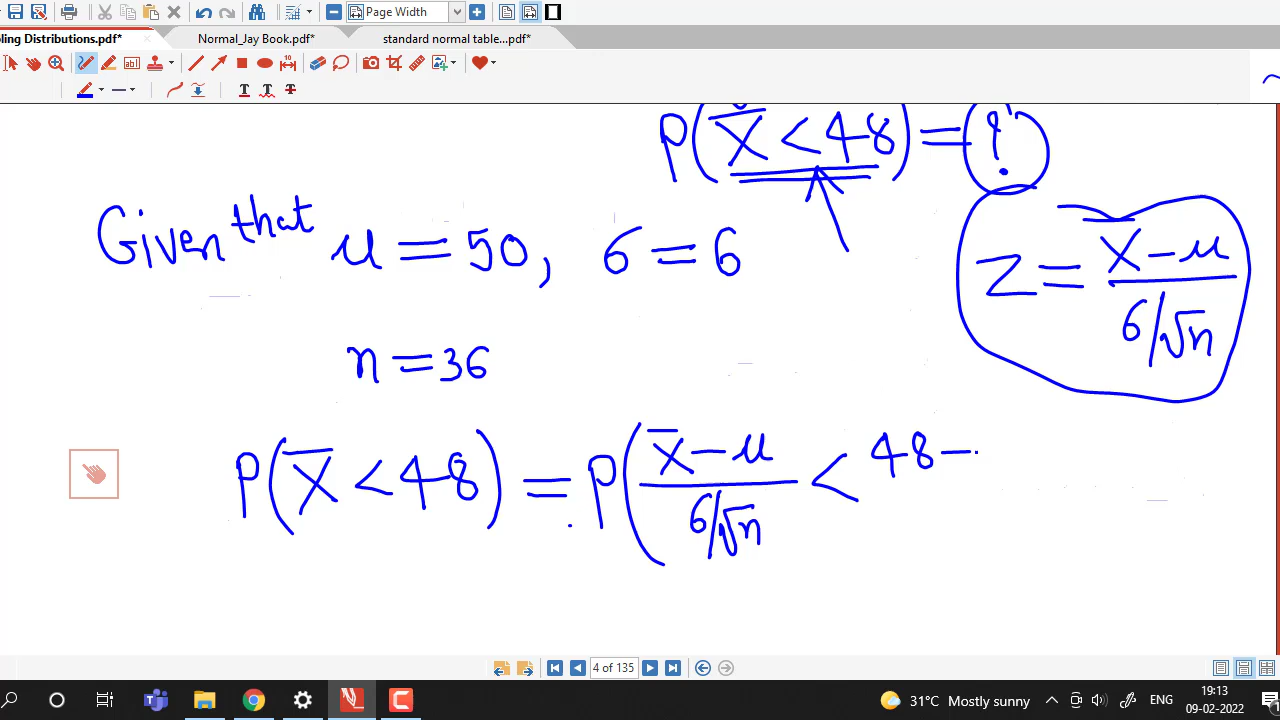 Page Width
ling Distributions.pdf* Normal_Jay Book.pdf* standard normal table...pdf*
P(X̄ < 48) = ?
Given that μ = 50, σ = 6
Z = (X̄ - μ) / (σ/√n)
n = 36
P(X̄ < 48) = P((x̄ - μ) / (σ/√n) < 48 -
4 of 135
31°C Mostly sunny ENG 19:13
09-02-2022